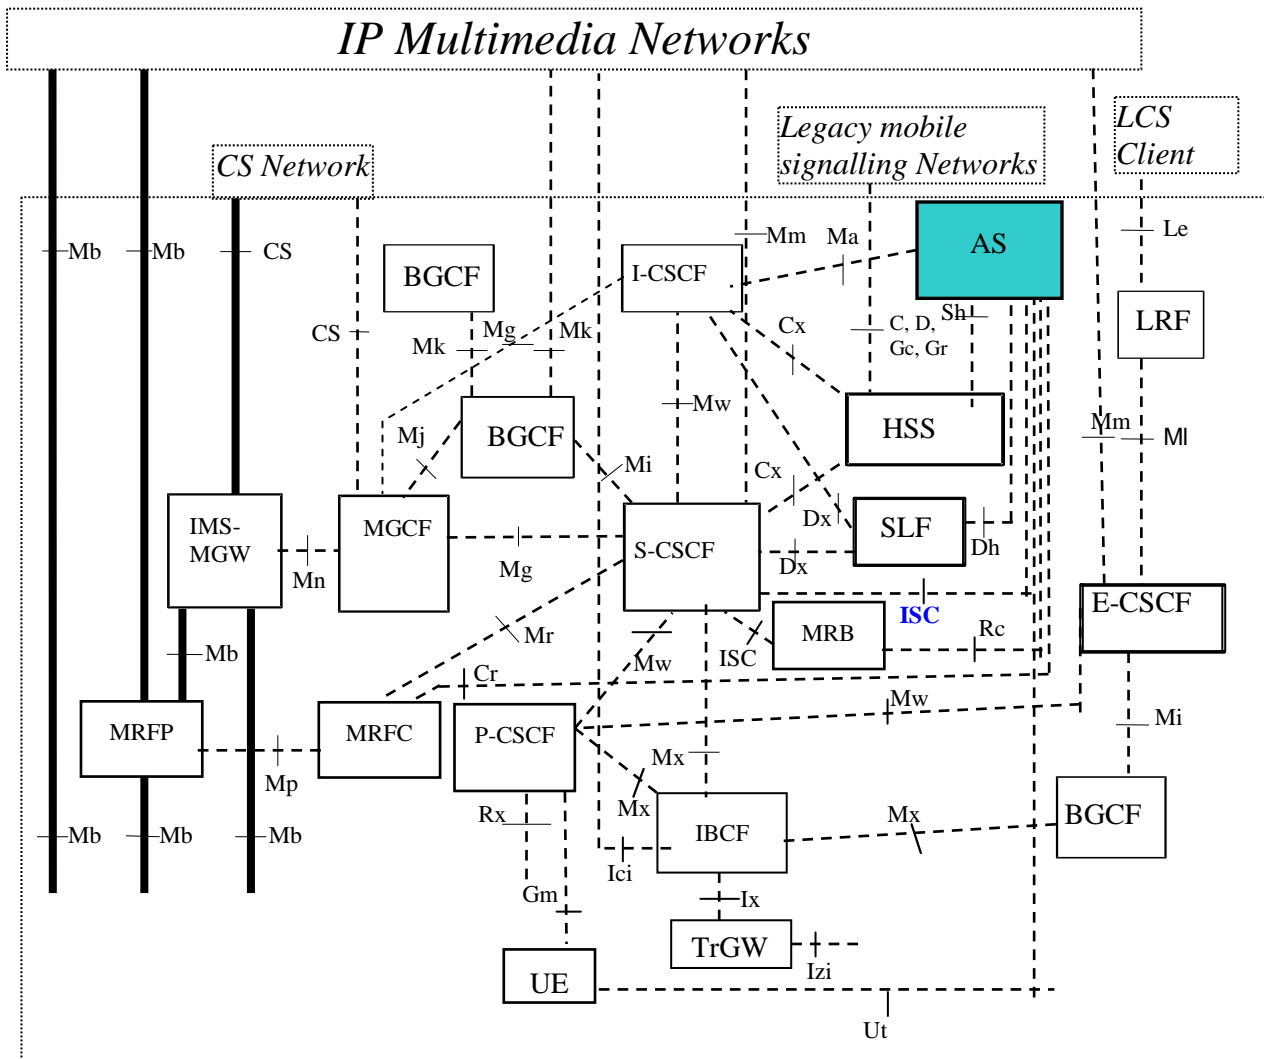 IP Multimedia Networks
CS Network
Legacy mobile
signalling Networks
LCS
Client
Mb
Mb
CS
CS
BGCF
Mk
Mg
Mk
I-CSCF
Mm
Ma
AS
Sh
C, D,
Gc, Gr
Le
LRF
Cx
Mw
HSS
Mm
MI
BGCF
Mj
Mi
Cx
Dx
SLF
Dh
IMS-
MGW
Mn
MGCF
Mg
S-CSCF
Dx
ISC
E-CSCF
Mb
Mr
Mw
ISC
MRB
Rc
Cr
Mw
Mi
MRFP
Mp
MRFC
P-CSCF
Mx
Mx
Mb
Mb
Mb
Rx
Gm
Ici
IBCF
Mx
BGCF
Ix
TrGW
Izi
UE
Ut